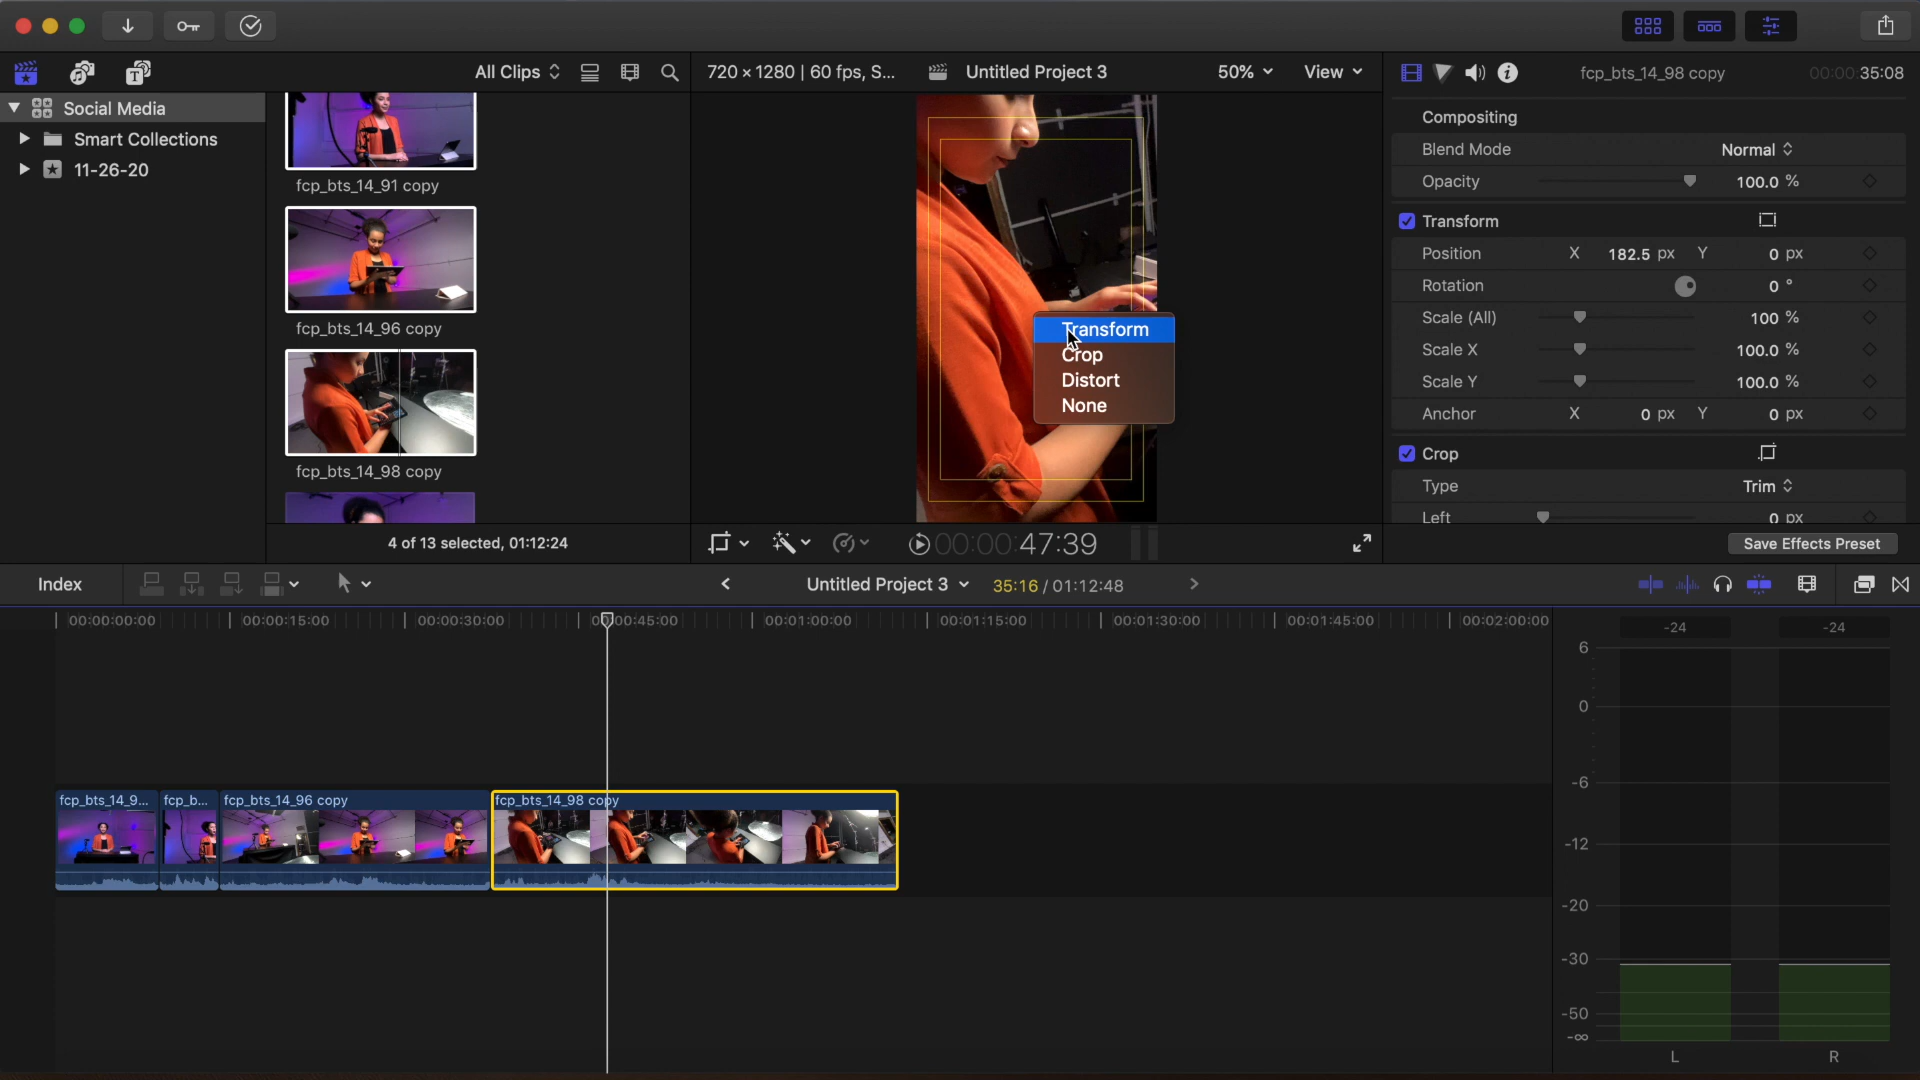 All Clips
720 × 1280 | 60 fps, S...
Untitled Project 3
50%
View
fcp_bts_14_98 copy
00:00:35:08
Social Media
Smart Collections
11-26-20
fcp_bts_14_91 copy
fcp_bts_14_96 copy
fcp_bts_14_98 copy
4 of 13 selected, 01:12:24
Transform
Crop
Distort
None
00:00:47:39
Compositing
Blend Mode Normal
Opacity 100.0 %
Transform
Position X 182.5 px Y 0 px
Rotation 0 °
Scale (All) 100 %
Scale X 100.0 %
Scale Y 100.0 %
Anchor X 0 px Y 0 px
Crop
Type Trim
Left 0 px
Save Effects Preset
Index
Untitled Project 3
35:16 / 01:12:48
00:00:00:00
00:00:15:00
00:00:30:00
00:00:45:00
00:01:00:00
00:01:15:00
00:01:30:00
00:01:45:00
00:02:00:00
fcp_bts_14_9...
fcp_b...
fcp_bts_14_96 copy
fcp_bts_14_98 copy
-24 -24
6
0
-6
-12
-20
-30
-50
-∞
L R